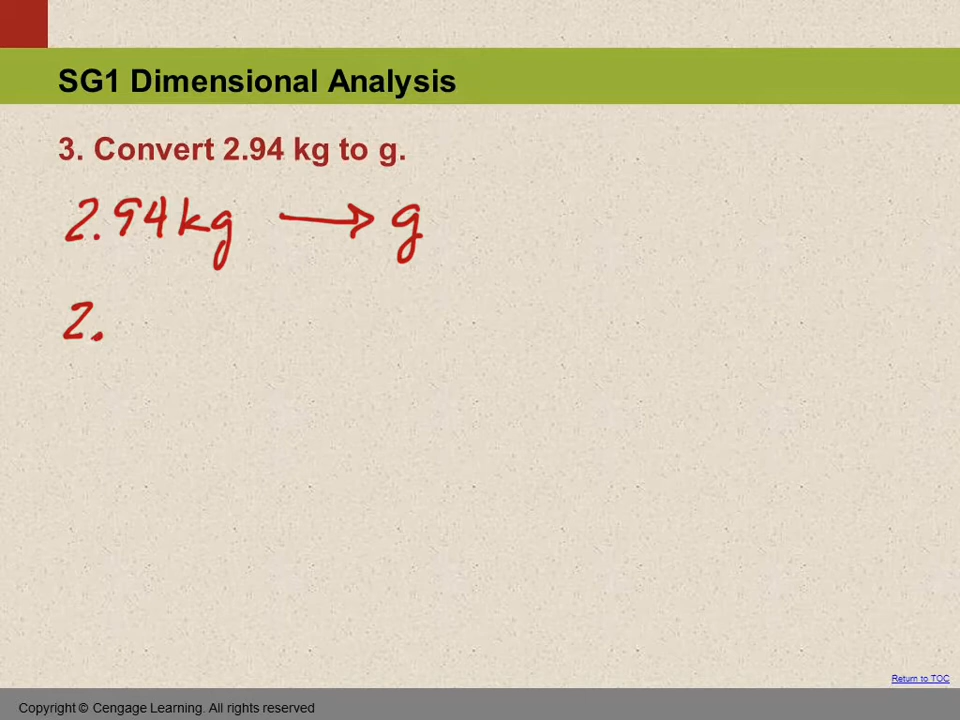 SG1 Dimensional Analysis
3. Convert 2.94 kg to g.
2.94 kg → g
2.
Return to TOC
Copyright © Cengage Learning. All rights reserved